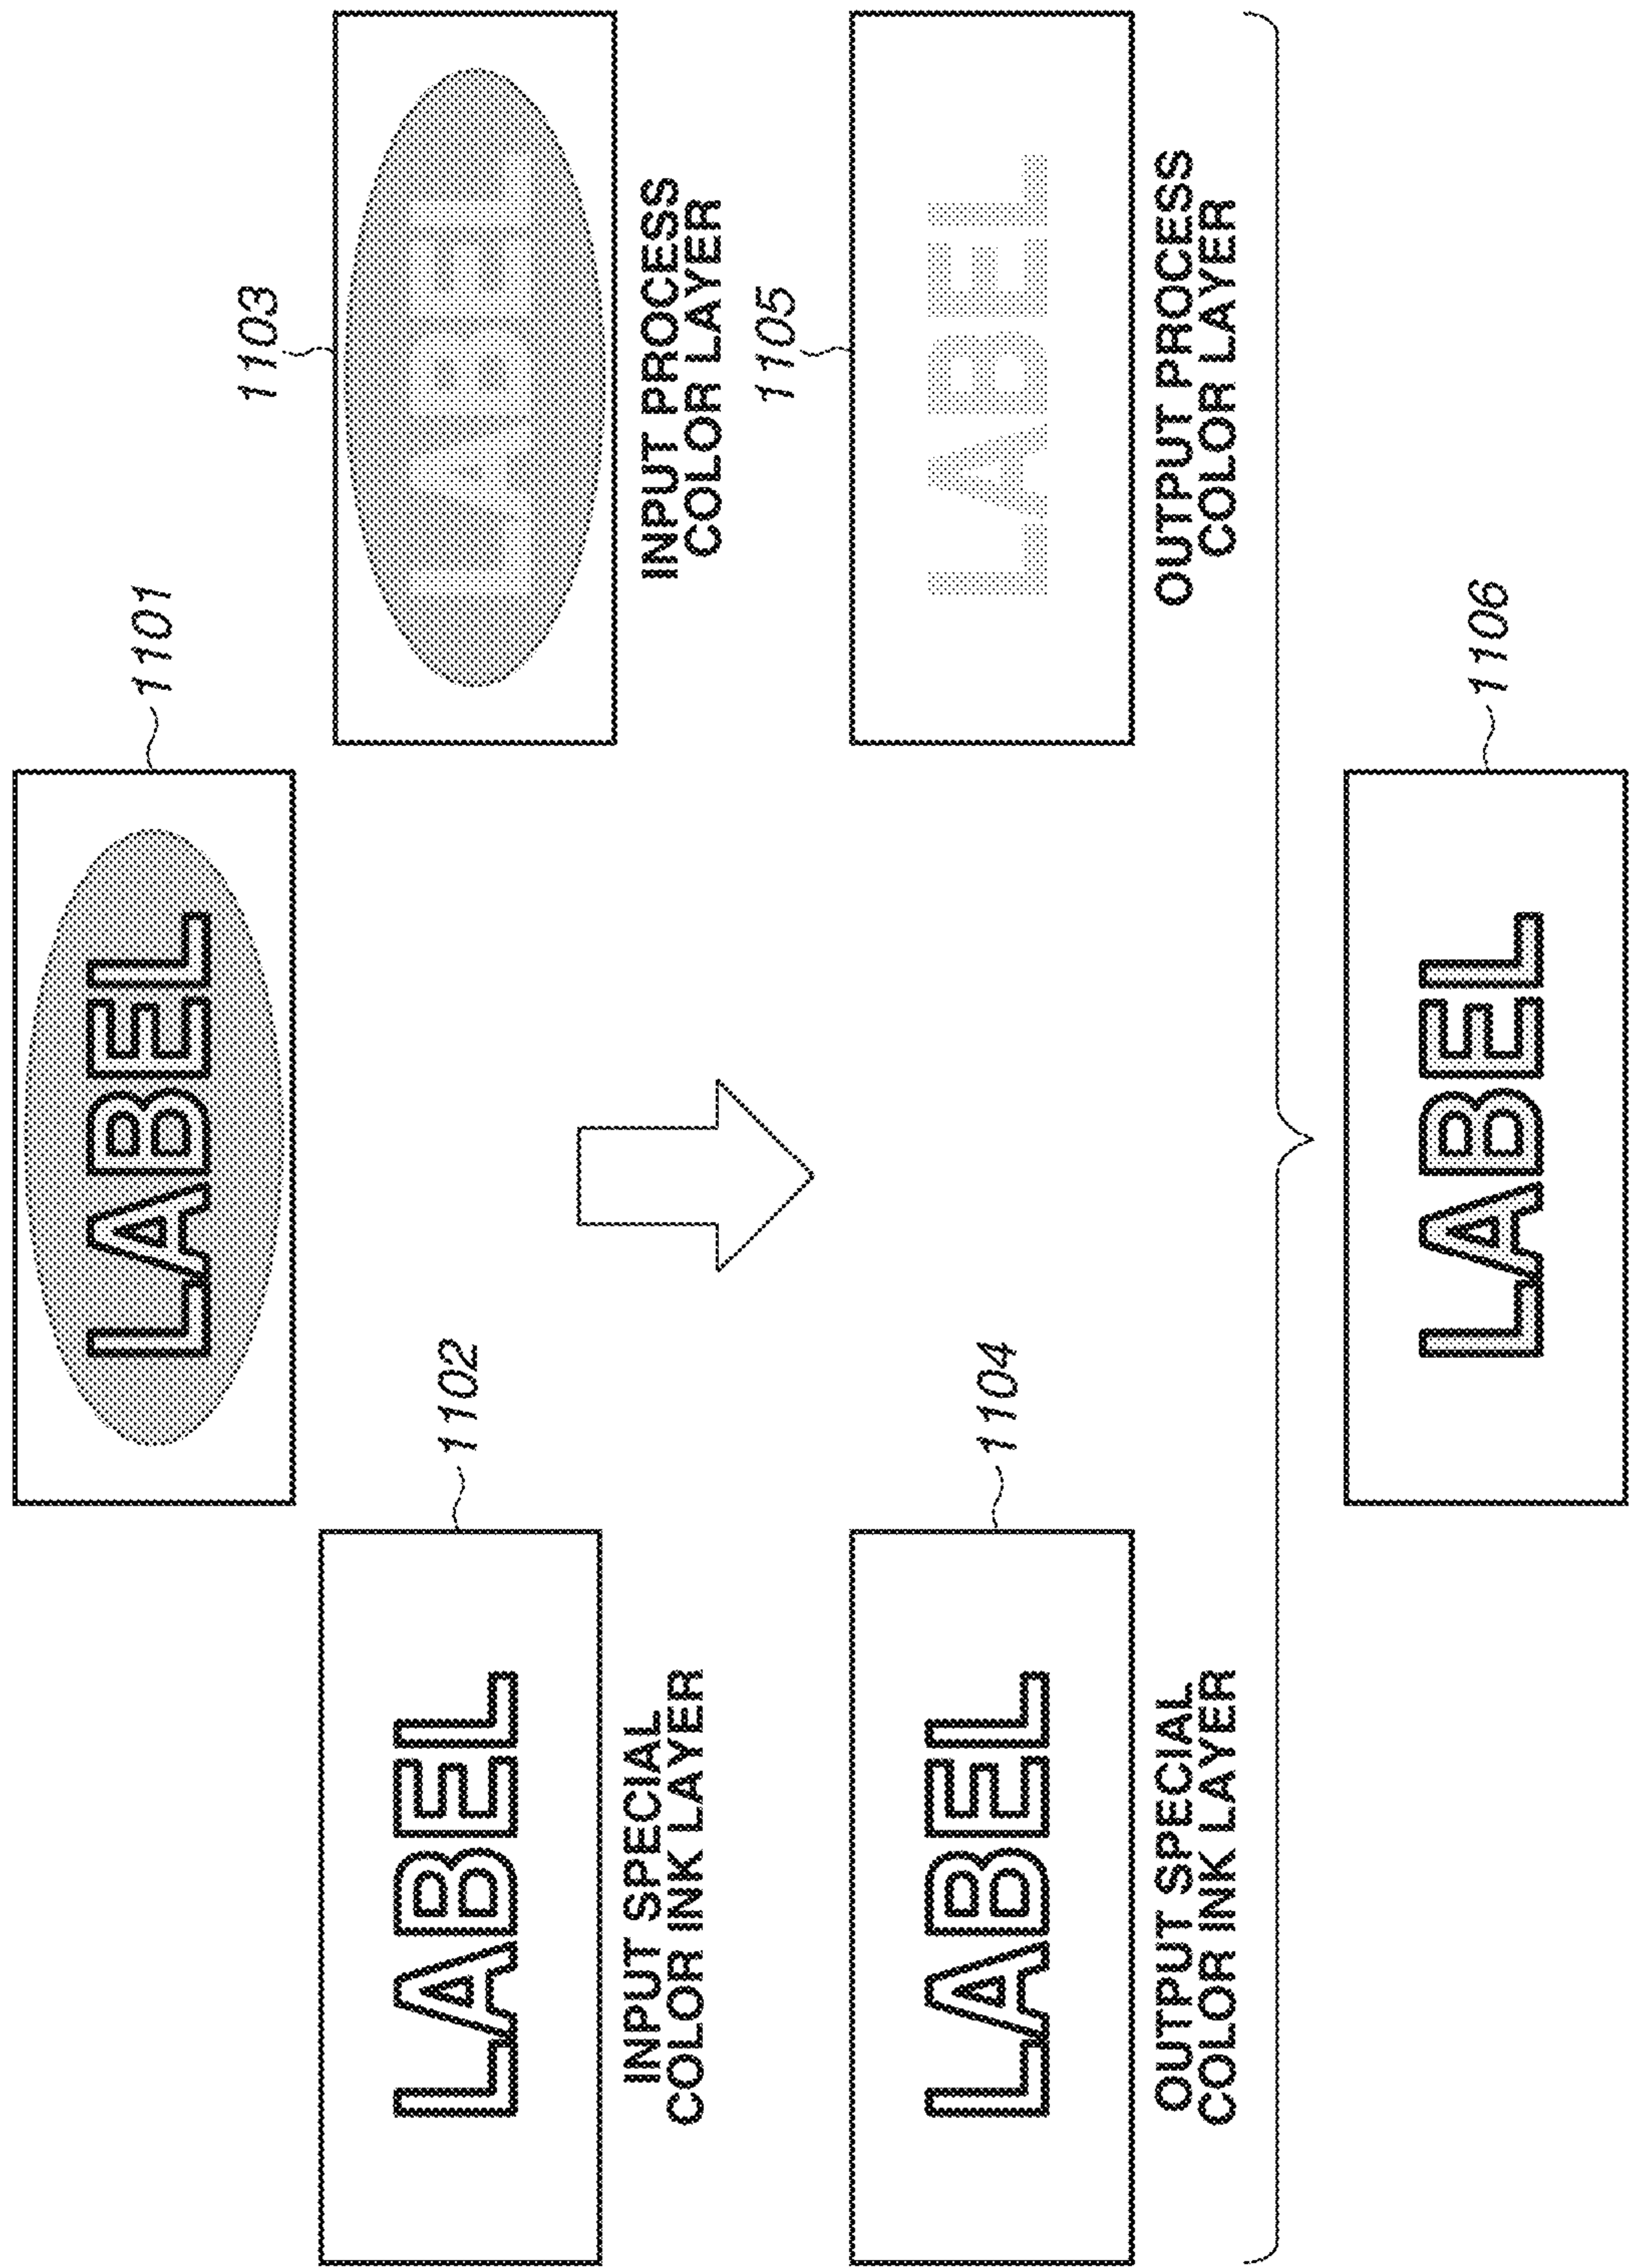 LABEL
1101
1103
LABEL
1102
LABEL
INPUT SPECIAL
COLOR INK LAYER
INPUT PROCESS
COLOR LAYER
1105
LABEL
1104
LABEL
OUTPUT SPECIAL
COLOR INK LAYER
OUTPUT PROCESS
COLOR LAYER
LABEL
1106